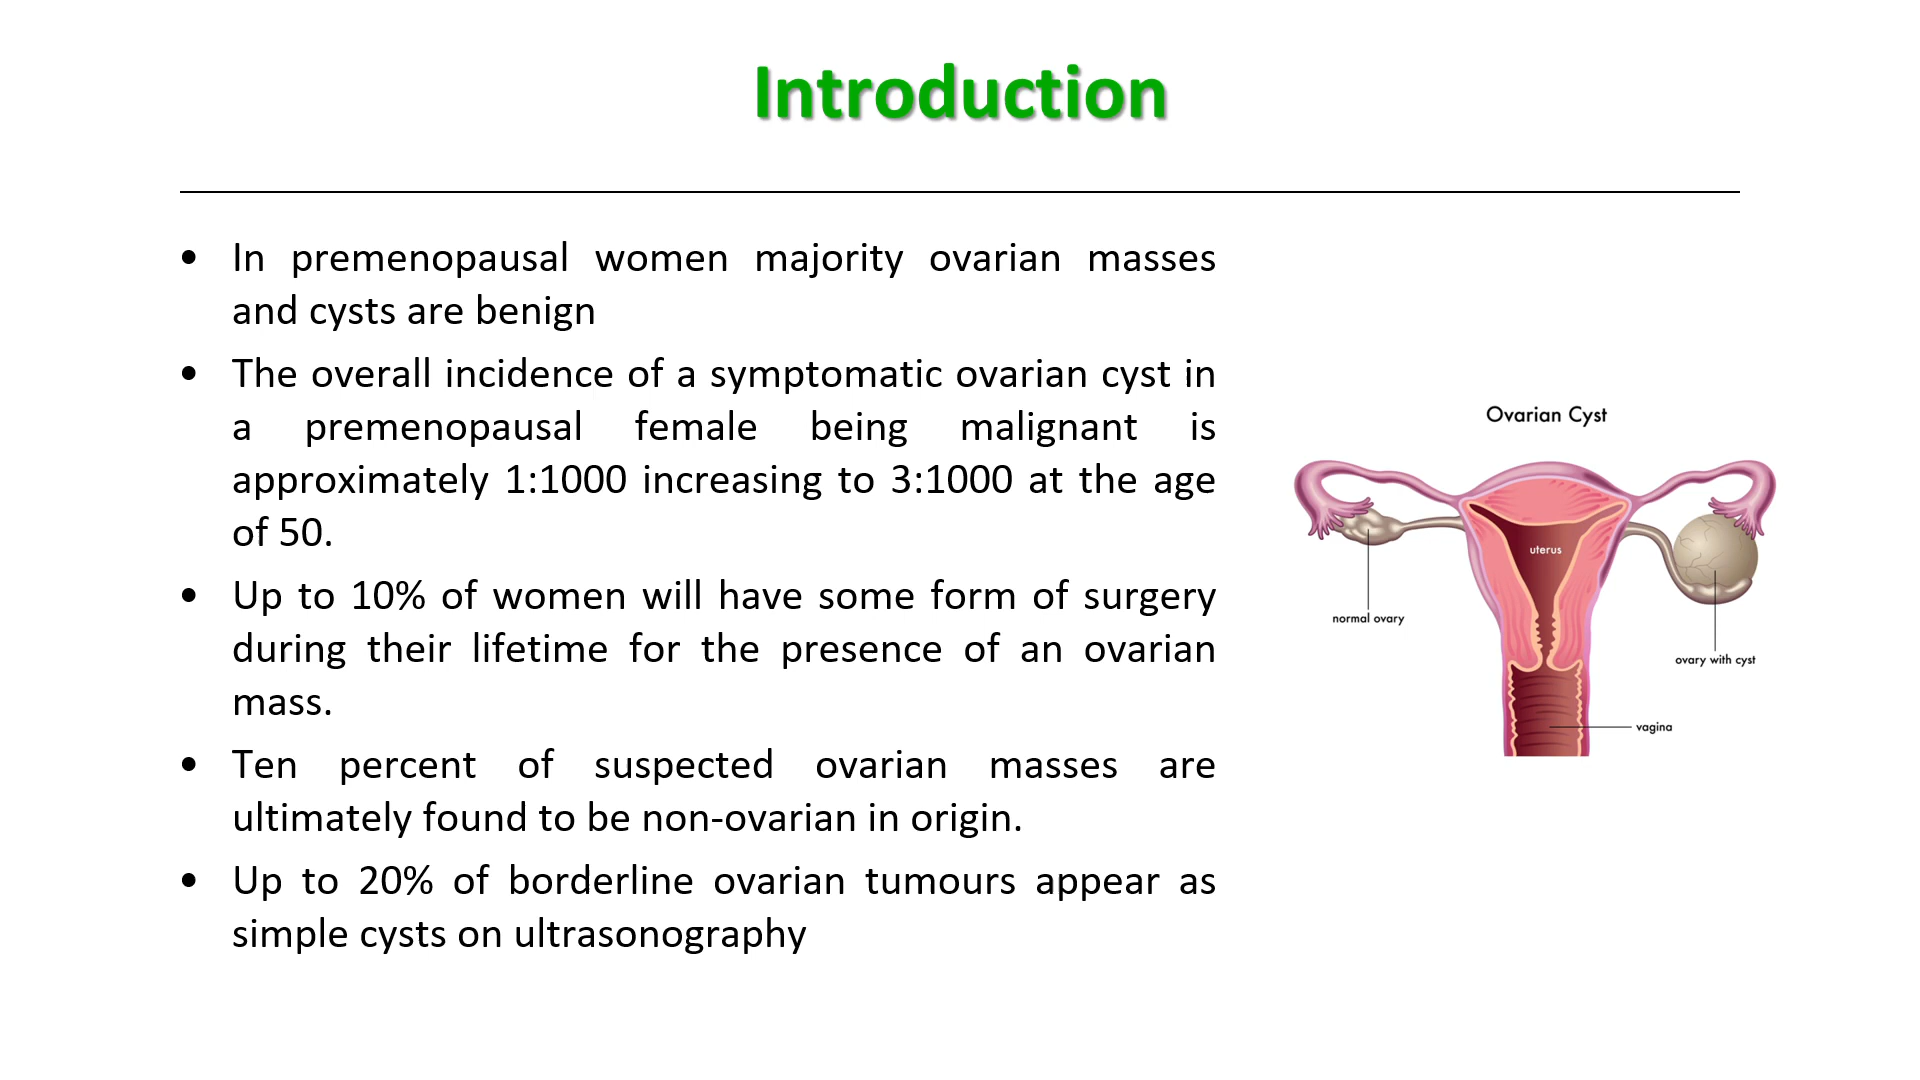 Introduction
• In premenopausal women majority ovarian masses
and cysts are benign
• The overall incidence of a symptomatic ovarian cyst in
a premenopausal female being malignant is
approximately 1:1000 increasing to 3:1000 at the age
of 50.
• Up to 10% of women will have some form of surgery
during their lifetime for the presence of an ovarian
mass.
• Ten percent of suspected ovarian masses are
ultimately found to be non-ovarian in origin.
• Up to 20% of borderline ovarian tumours appear as
simple cysts on ultrasonography
Ovarian Cyst
uterus
normal ovary
ovary with cyst
vagina